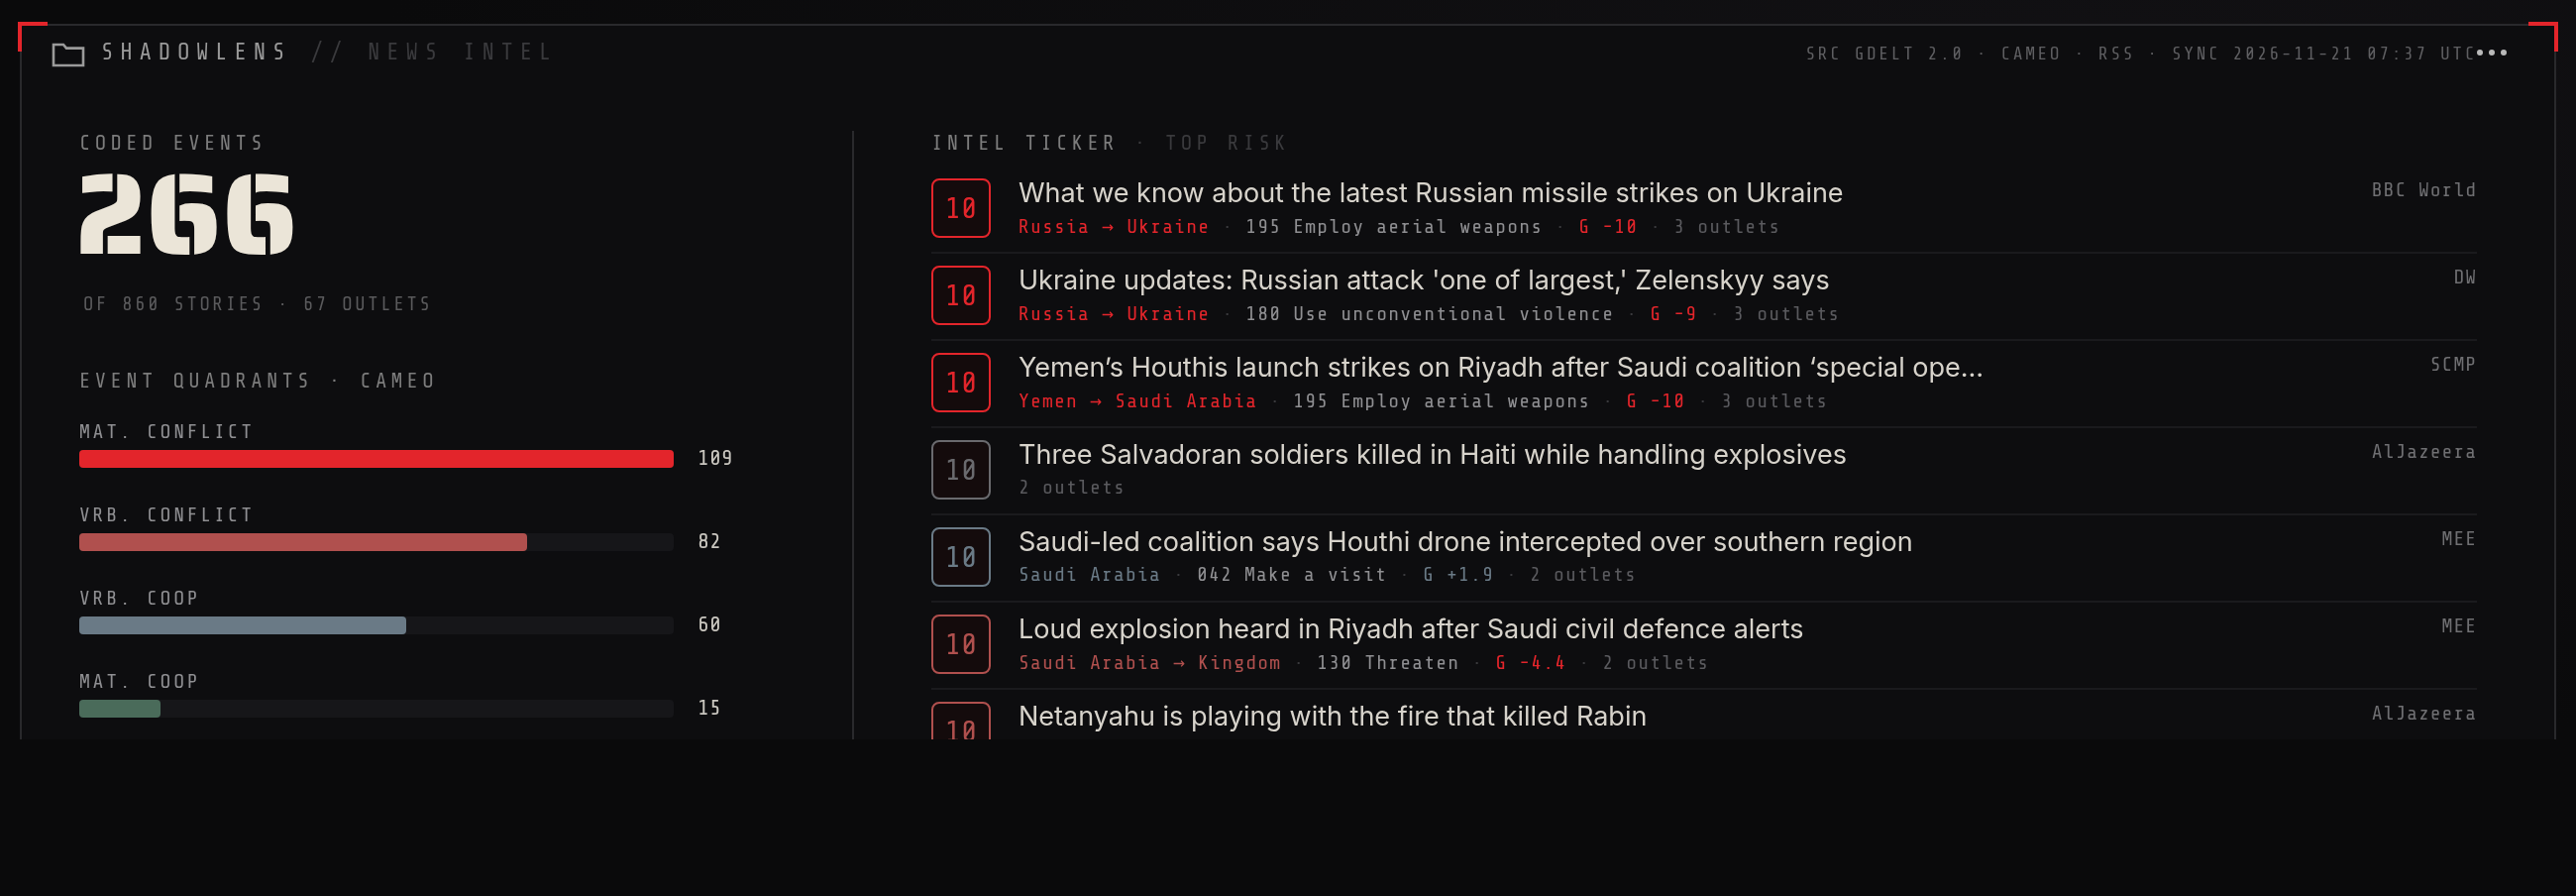 SHADOWLENS // NEWS INTEL
SRC GDELT 2.0 · CAMEO · RSS · SYNC 2026-11-21 07:37 UTC
CODED EVENTS
266
OF 860 STORIES · 67 OUTLETS
EVENT QUADRANTS · CAMEO
MAT. CONFLICT
109
VRB. CONFLICT
82
VRB. COOP
60
MAT. COOP
15
INTEL TICKER · TOP RISK
10
What we know about the latest Russian missile strikes on Ukraine
BBC World
Russia → Ukraine · 195 Employ aerial weapons · G -10 · 3 outlets
10
Ukraine updates: Russian attack 'one of largest,' Zelenskyy says
DW
Russia → Ukraine · 180 Use unconventional violence · G -9 · 3 outlets
10
Yemen’s Houthis launch strikes on Riyadh after Saudi coalition ‘special ope…
SCMP
Yemen → Saudi Arabia · 195 Employ aerial weapons · G -10 · 3 outlets
10
Three Salvadoran soldiers killed in Haiti while handling explosives
AlJazeera
2 outlets
10
Saudi-led coalition says Houthi drone intercepted over southern region
MEE
Saudi Arabia · 042 Make a visit · G +1.9 · 2 outlets
10
Loud explosion heard in Riyadh after Saudi civil defence alerts
MEE
Saudi Arabia → Kingdom · 130 Threaten · G -4.4 · 2 outlets
10
Netanyahu is playing with the fire that killed Rabin
AlJazeera